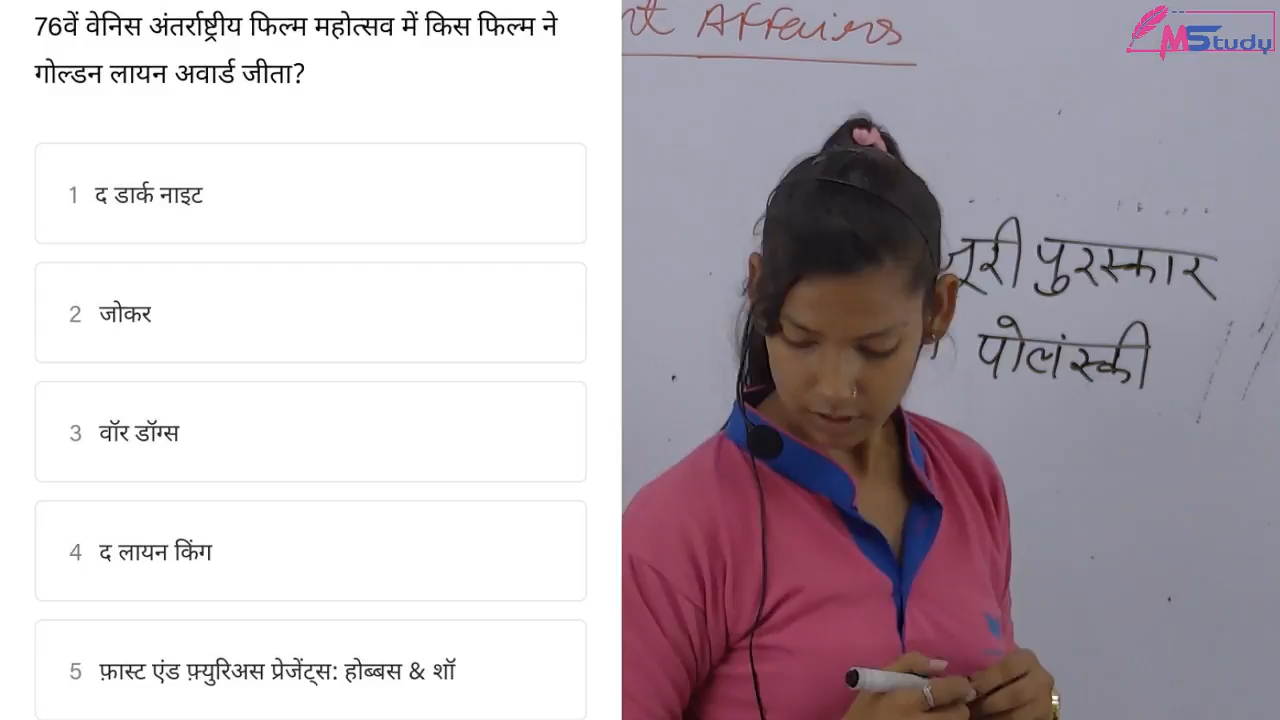 76वें वेनिस अंतर्राष्ट्रीय फिल्म महोत्सव में किस फिल्म ने
गोल्डन लायन अवार्ड जीता?
1 द डार्क नाइट
2 जोकर
3 वॉर डॉग्स
4 द लायन किंग
5 फ़ास्ट एंड फ़्युरिअस प्रेजेंट्स: होब्बस & शॉ
Affairs
MStudy
जूरी पुरस्कार
पोलंस्की